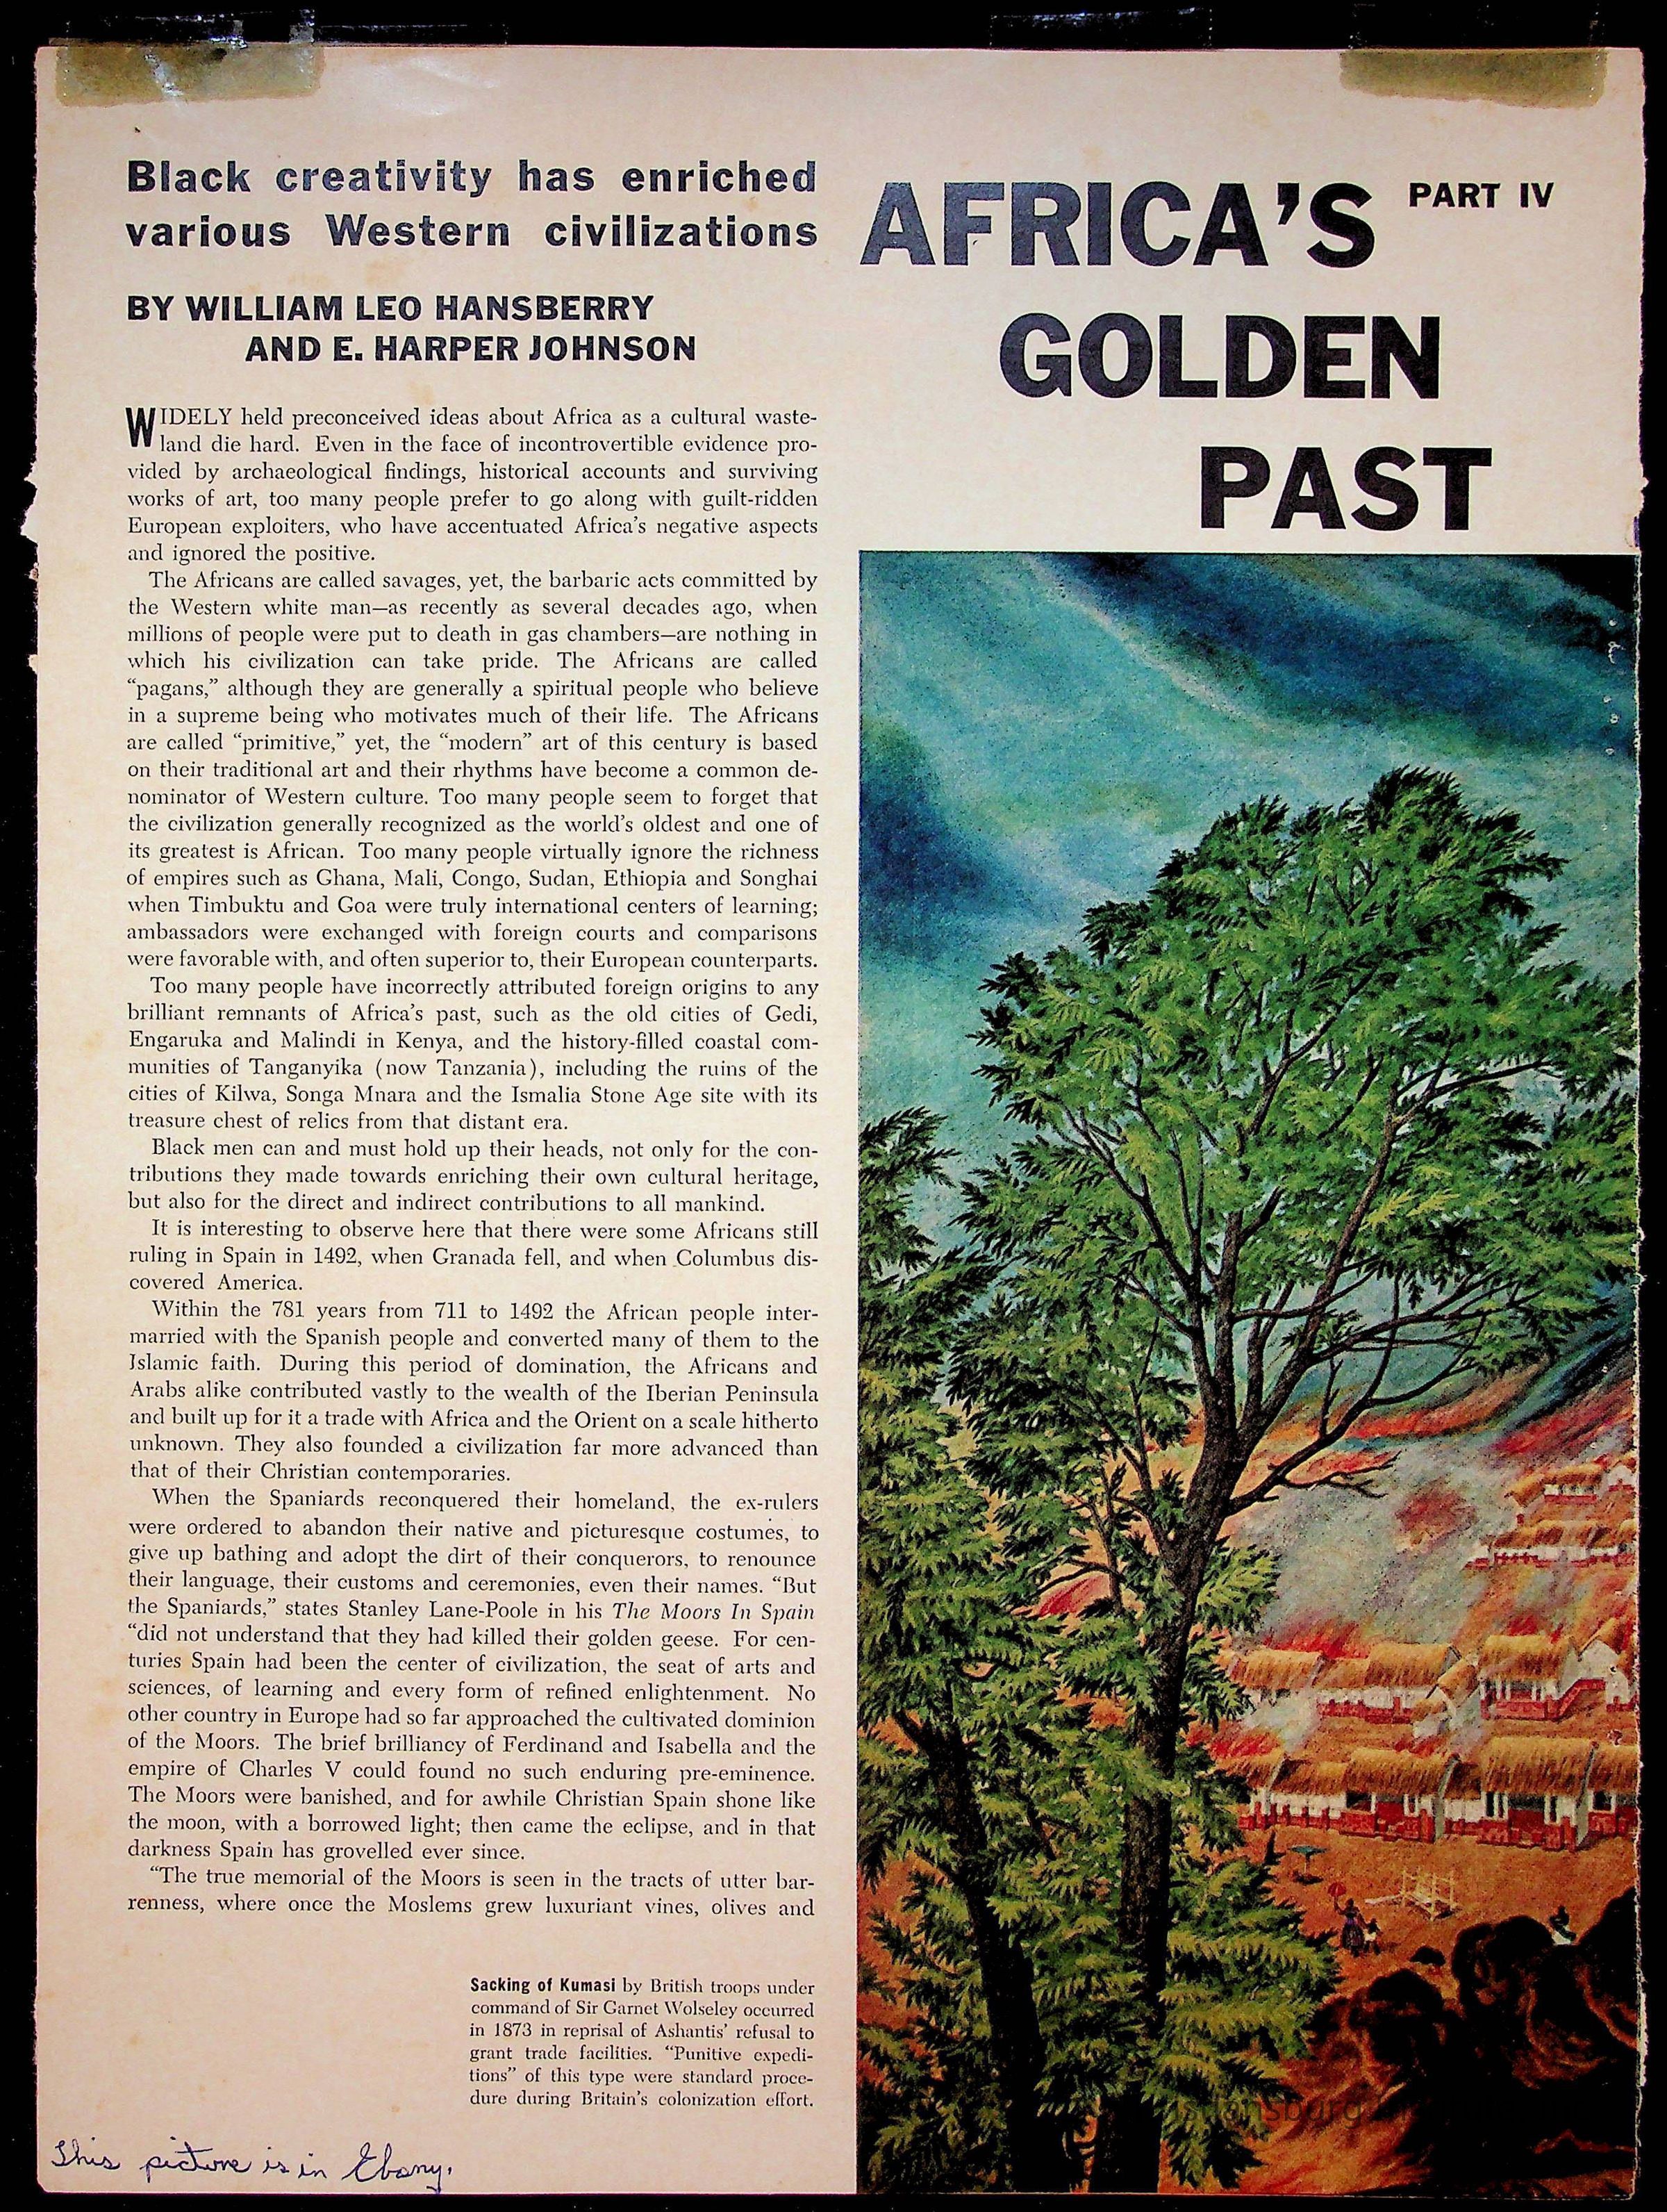 Black creativity has enriched
various Western civilizations
BY WILLIAM LEO HANSBERRY
AND E. HARPER JOHNSON
AFRICA'S PART IV
GOLDEN
PAST
WIDELY held preconceived ideas about Africa as a cultural waste-
land die hard. Even in the face of incontrovertible evidence pro-
vided by archaeological findings, historical accounts and surviving
works of art, too many people prefer to go along with guilt-ridden
European exploiters, who have accentuated Africa's negative aspects
and ignored the positive.
The Africans are called savages, yet, the barbaric acts committed by
the Western white man—as recently as several decades ago, when
millions of people were put to death in gas chambers—are nothing in
which his civilization can take pride. The Africans are called
“pagans,” although they are generally a spiritual people who believe
in a supreme being who motivates much of their life. The Africans
are called “primitive,” yet, the “modern” art of this century is based
on their traditional art and their rhythms have become a common de-
nominator of Western culture. Too many people seem to forget that
the civilization generally recognized as the world's oldest and one of
its greatest is African. Too many people virtually ignore the richness
of empires such as Ghana, Mali, Congo, Sudan, Ethiopia and Songhai
when Timbuktu and Goa were truly international centers of learning;
ambassadors were exchanged with foreign courts and comparisons
were favorable with, and often superior to, their European counterparts.
Too many people have incorrectly attributed foreign origins to any
brilliant remnants of Africa's past, such as the old cities of Gedi,
Engaruka and Malindi in Kenya, and the history-filled coastal com-
munities of Tanganyika (now Tanzania), including the ruins of the
cities of Kilwa, Songa Mnara and the Ismalia Stone Age site with its
treasure chest of relics from that distant era.
Black men can and must hold up their heads, not only for the con-
tributions they made towards enriching their own cultural heritage,
but also for the direct and indirect contributions to all mankind.
It is interesting to observe here that there were some Africans still
ruling in Spain in 1492, when Granada fell, and when Columbus dis-
covered America.
Within the 781 years from 711 to 1492 the African people inter-
married with the Spanish people and converted many of them to the
Islamic faith. During this period of domination, the Africans and
Arabs alike contributed vastly to the wealth of the Iberian Peninsula
and built up for it a trade with Africa and the Orient on a scale hitherto
unknown. They also founded a civilization far more advanced than
that of their Christian contemporaries.
When the Spaniards reconquered their homeland, the ex-rulers
were ordered to abandon their native and picturesque costumes, to
give up bathing and adopt the dirt of their conquerors, to renounce
their language, their customs and ceremonies, even their names. “But
the Spaniards,” states Stanley Lane-Poole in his The Moors In Spain
“did not understand that they had killed their golden geese. For cen-
turies Spain had been the center of civilization, the seat of arts and
sciences, of learning and every form of refined enlightenment. No
other country in Europe had so far approached the cultivated dominion
of the Moors. The brief brilliancy of Ferdinand and Isabella and the
empire of Charles V could found no such enduring pre-eminence.
The Moors were banished, and for awhile Christian Spain shone like
the moon, with a borrowed light; then came the eclipse, and in that
darkness Spain has grovelled ever since.
“The true memorial of the Moors is seen in the tracts of utter bar-
renness, where once the Moslems grew luxuriant vines, olives and
Sacking of Kumasi by British troops under
command of Sir Garnet Wolseley occurred
in 1873 in reprisal of Ashantis' refusal to
grant trade facilities. “Punitive expedi-
tions” of this type were standard proce-
dure during Britain's colonization effort.
This picture is in Ebony.